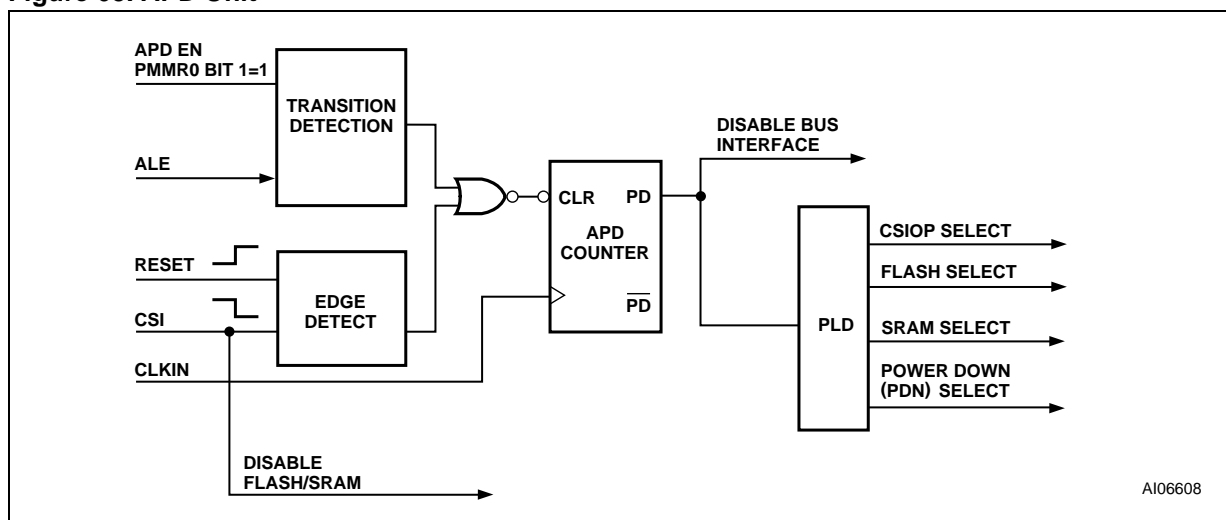 APD EN
PMMR0 BIT 1=1
TRANSITION
DETECTION
ALE
RESET
CSI
CLKIN
EDGE
DETECT
DISABLE
FLASH/SRAM
CLR
PD
APD
COUNTER
PD
DISABLE BUS
INTERFACE
PLD
CSIOP SELECT
FLASH SELECT
SRAM SELECT
POWER DOWN
(PDN) SELECT
AI06608